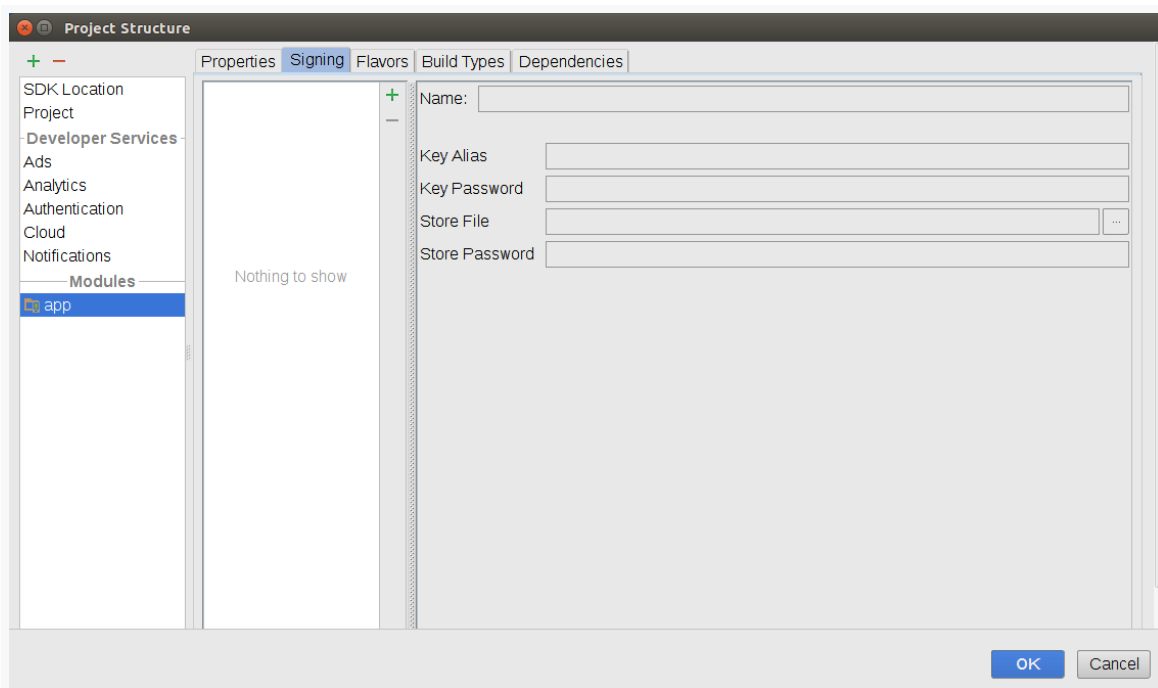 Project Structure
Properties Signing Flavors Build Types Dependencies
SDK Location
Project
Developer Services
Ads
Analytics
Authentication
Cloud
Notifications
Modules
app
Nothing to show
Name:
Key Alias
Key Password
Store File
...
Store Password
OK Cancel